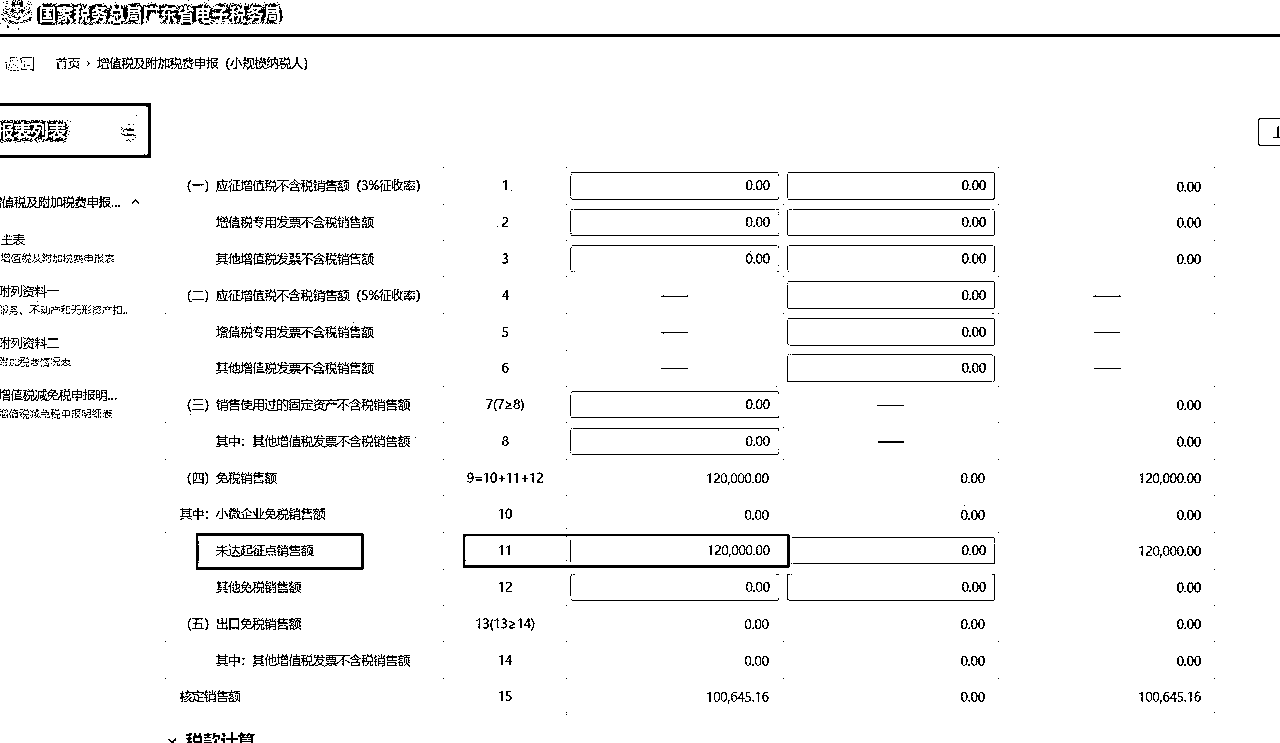 国家税务总局广东省电子税务局
首页 › 增值税及附加税费申报（小规模纳税人）
报表列表
增值税及附加税费申报... 
主表
增值税及附加税费申报表
附列资料一
服务、不动产和无形资产扣..
附列资料二
附加税费情况表
增值税减免税申报明...
增值税减免税申报明细表
（一）应征增值税不含税销售额（3%征收率） 1 0.00 0.00 0.00
增值税专用发票不含税销售额 2 0.00 0.00 0.00
其他增值税发票不含税销售额 3 0.00 0.00 0.00
（二）应征增值税不含税销售额（5%征收率） 4 —— 0.00 ——
增值税专用发票不含税销售额 5 —— 0.00 ——
其他增值税发票不含税销售额 6 —— 0.00 ——
（三）销售使用过的固定资产不含税销售额 7(7≥8) 0.00 —— 0.00
其中：其他增值税发票不含税销售额 8 0.00 —— 0.00
（四）免税销售额 9=10+11+12 120,000.00 0.00 120,000.00
其中：小微企业免税销售额 10 0.00 0.00 0.00
未达起征点销售额 11 120,000.00 0.00 120,000.00
其他免税销售额 12 0.00 0.00 0.00
（五）出口免税销售额 13(13≥14) 0.00 0.00 0.00
其中：其他增值税发票不含税销售额 14 0.00 0.00 0.00
核定销售额 15 100,645.16 0.00 100,645.16
税款计算